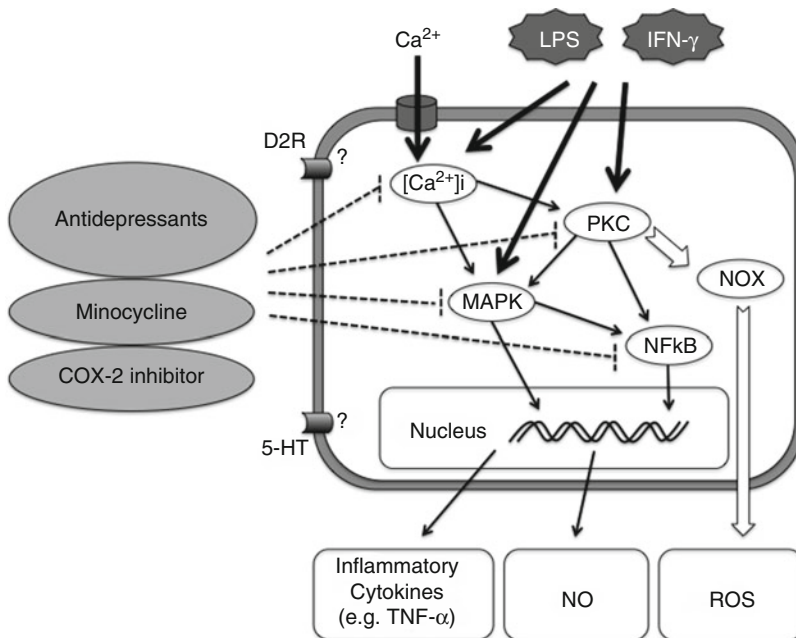 Ca²⁺
LPS
IFN-γ
D2R
?
[Ca²⁺]i
Antidepressants
PKC
NOX
Minocycline
MAPK
NFkB
COX-2 inhibitor
?
Nucleus
5-HT
Inflammatory
Cytokines
(e.g. TNF-α)
NO
ROS